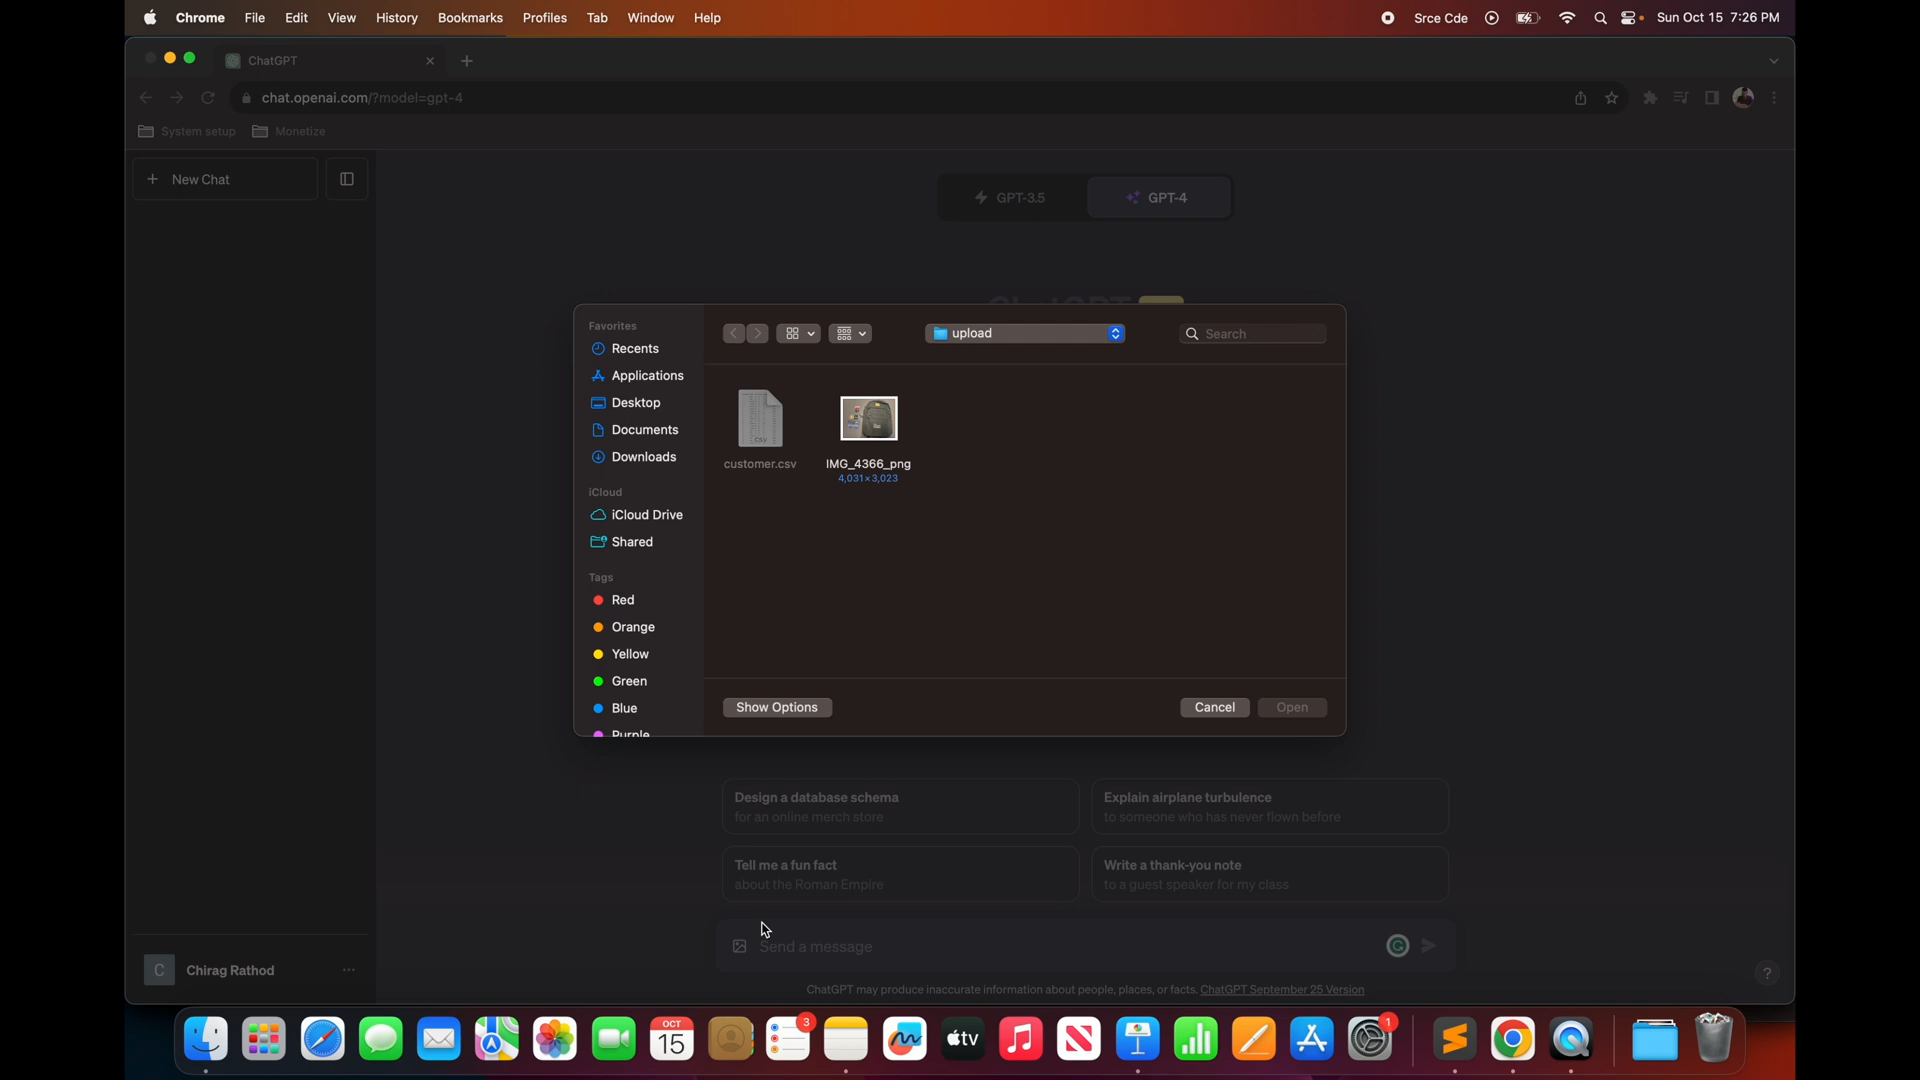 Chrome File Edit View History Bookmarks Profiles Tab Window Help
Srce Cde Sun Oct 15 7:26 PM
ChatGPT
chat.openai.com/?model=gpt-4
System setup Monetize
New Chat
GPT-3.5 GPT-4
Favorites
Recents
Applications
Desktop
Documents
Downloads
iCloud
iCloud Drive
Shared
Tags
Red
Orange
Yellow
Green
Blue
Purple
upload
Search
CSV
customer.csv
IMG_4366_png
4,031×3,023
Show Options
Cancel
Open
Design a database schema
for an online merch store
Explain airplane turbulence
to someone who has never flown before
Tell me a fun fact
about the Roman Empire
Write a thank-you note
to a guest speaker for my class
Send a message
ChatGPT may produce inaccurate information about people, places, or facts. ChatGPT September 25 Version
?
C Chirag Rathod
OCT
15
3
tv
1